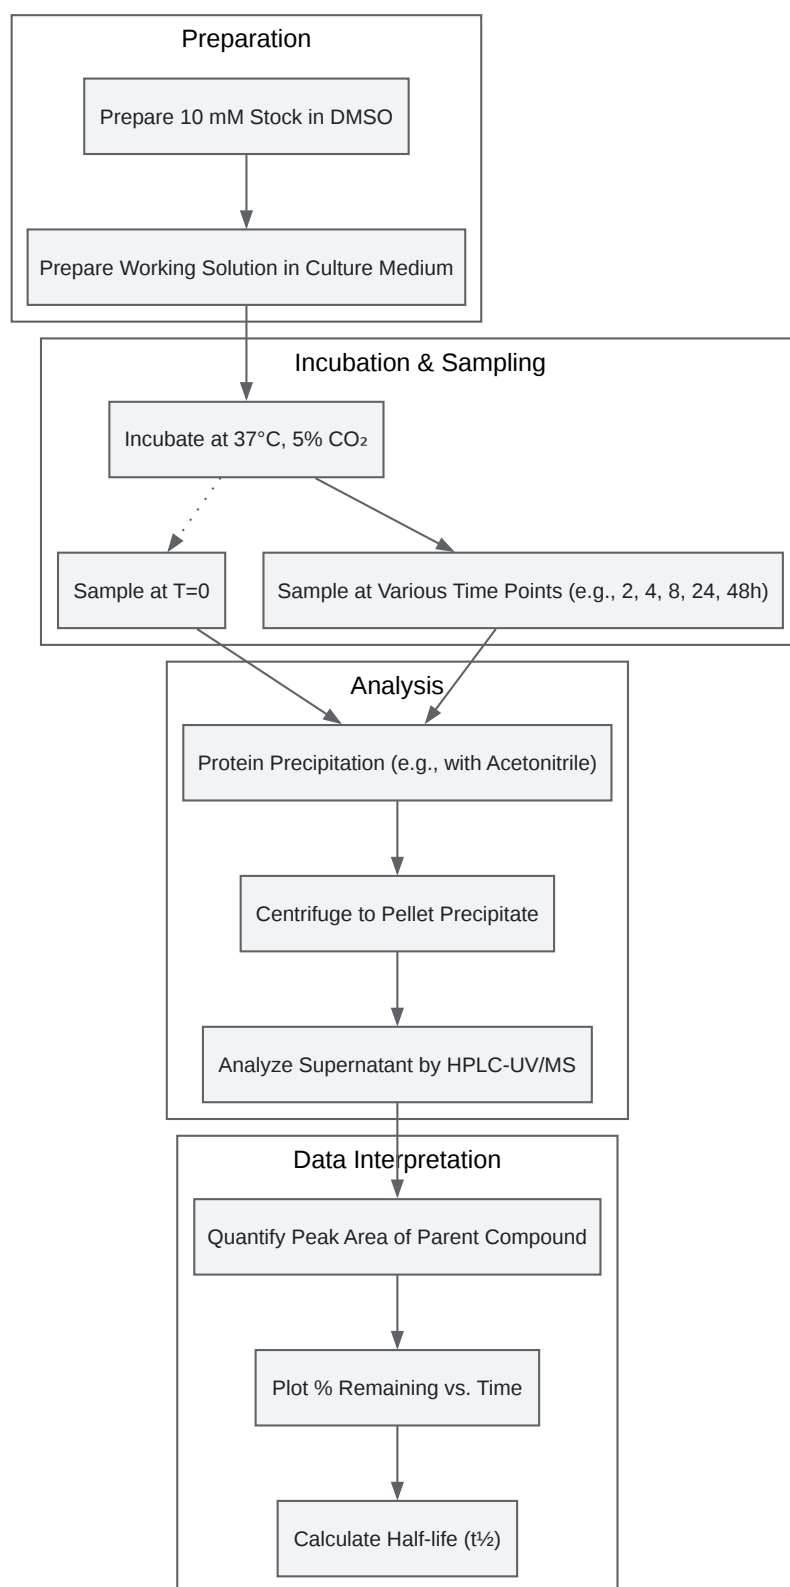 Preparation
Prepare 10 mM Stock in DMSO
Prepare Working Solution in Culture Medium
Incubation & Sampling
Incubate at 37°C, 5% CO₂
Sample at T=0
Sample at Various Time Points (e.g., 2, 4, 8, 24, 48h)
Analysis
Protein Precipitation (e.g., with Acetonitrile)
Centrifuge to Pellet Precipitate
Analyze Supernatant by HPLC-UV/MS
Data Interpretation
Quantify Peak Area of Parent Compound
Plot % Remaining vs. Time
Calculate Half-life (t½)